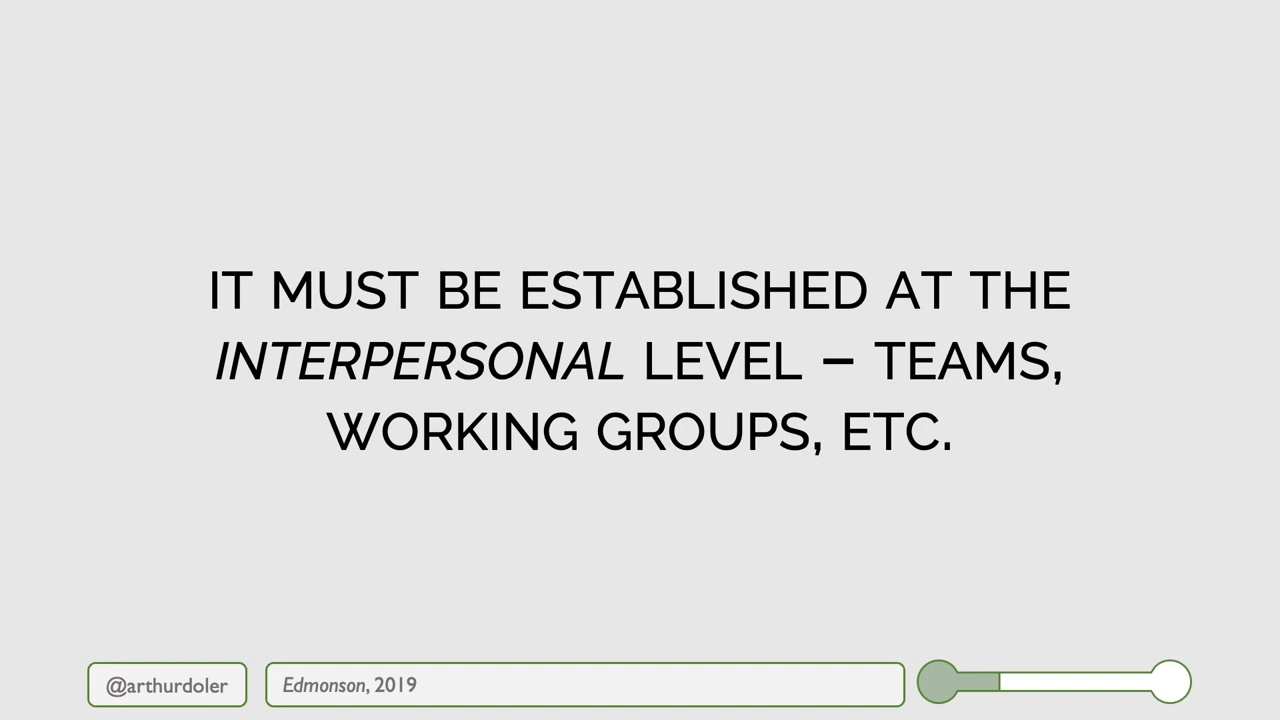 IT MUST BE ESTABLISHED AT THE
INTERPERSONAL LEVEL – TEAMS,
WORKING GROUPS, ETC.
@arthurdoler
Edmonson, 2019